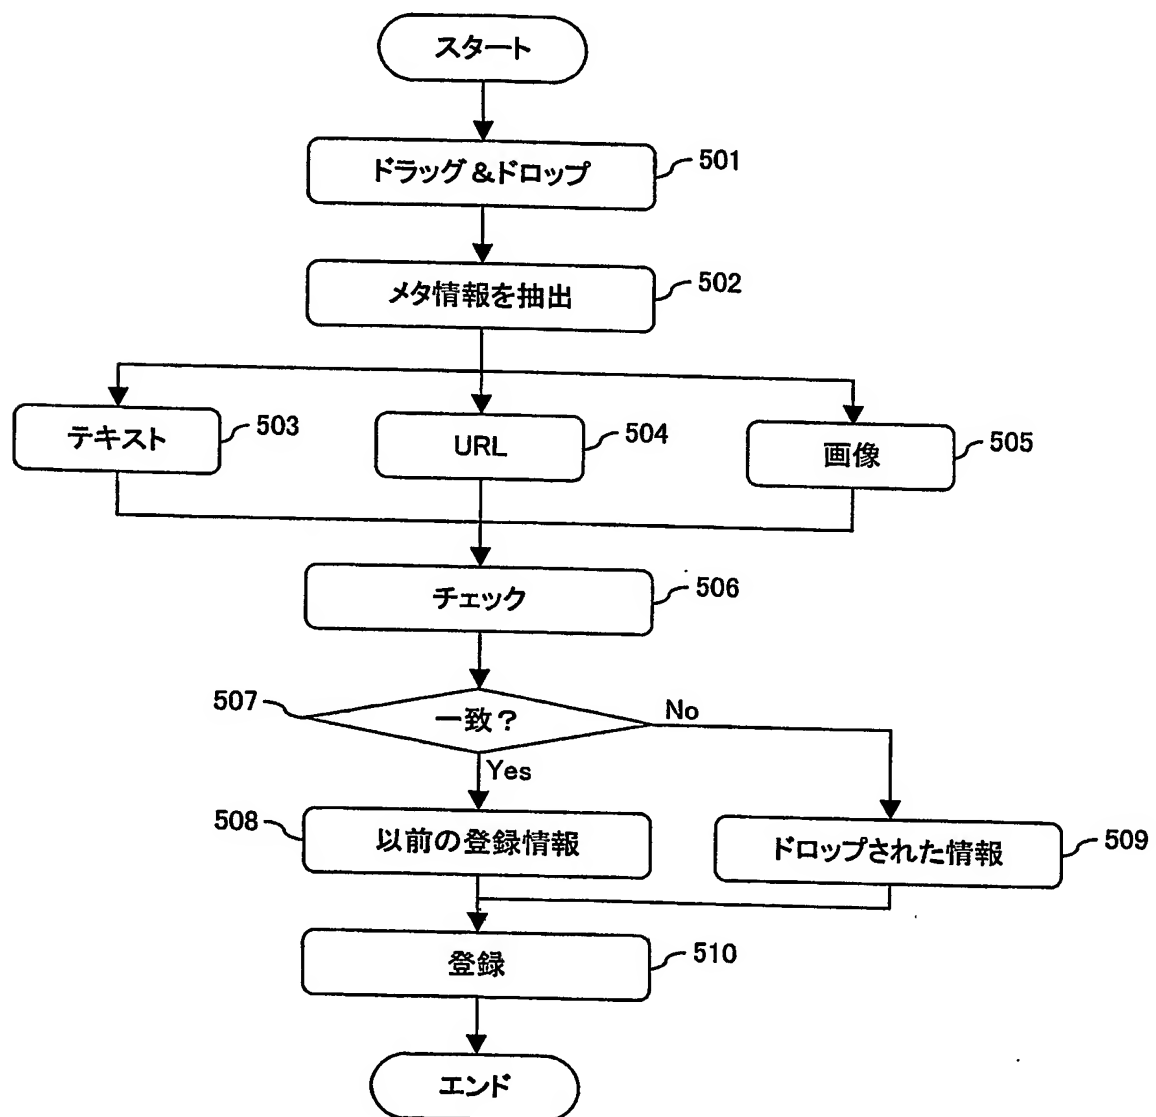 スタート
ドラッグ&ドロップ
501
メタ情報を抽出
502
テキスト
503
URL
504
画像
505
チェック
506
507
一致?
No
Yes
508
以前の登録情報
ドロップされた情報
509
登録
510
エンド